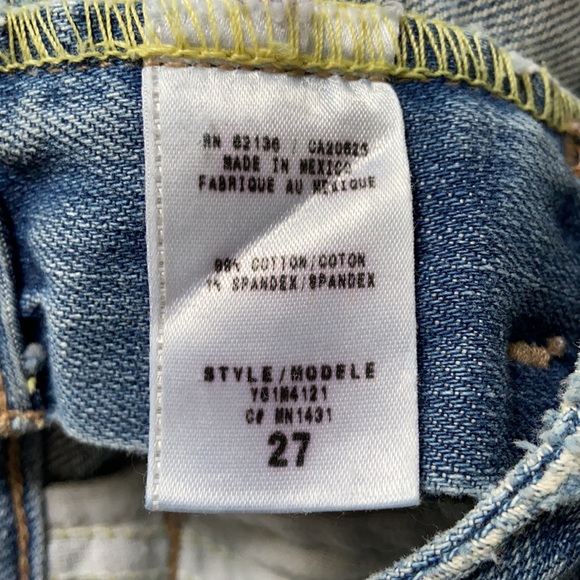 RN 62136 / CA20625
MADE IN MEXICO
FABRIQUE AU MEXIQUE
99% COTTON/COTON
1% SPANDEX/SPANDEX
STYLE/MODELE
Y61M4121
C# MN1431
27